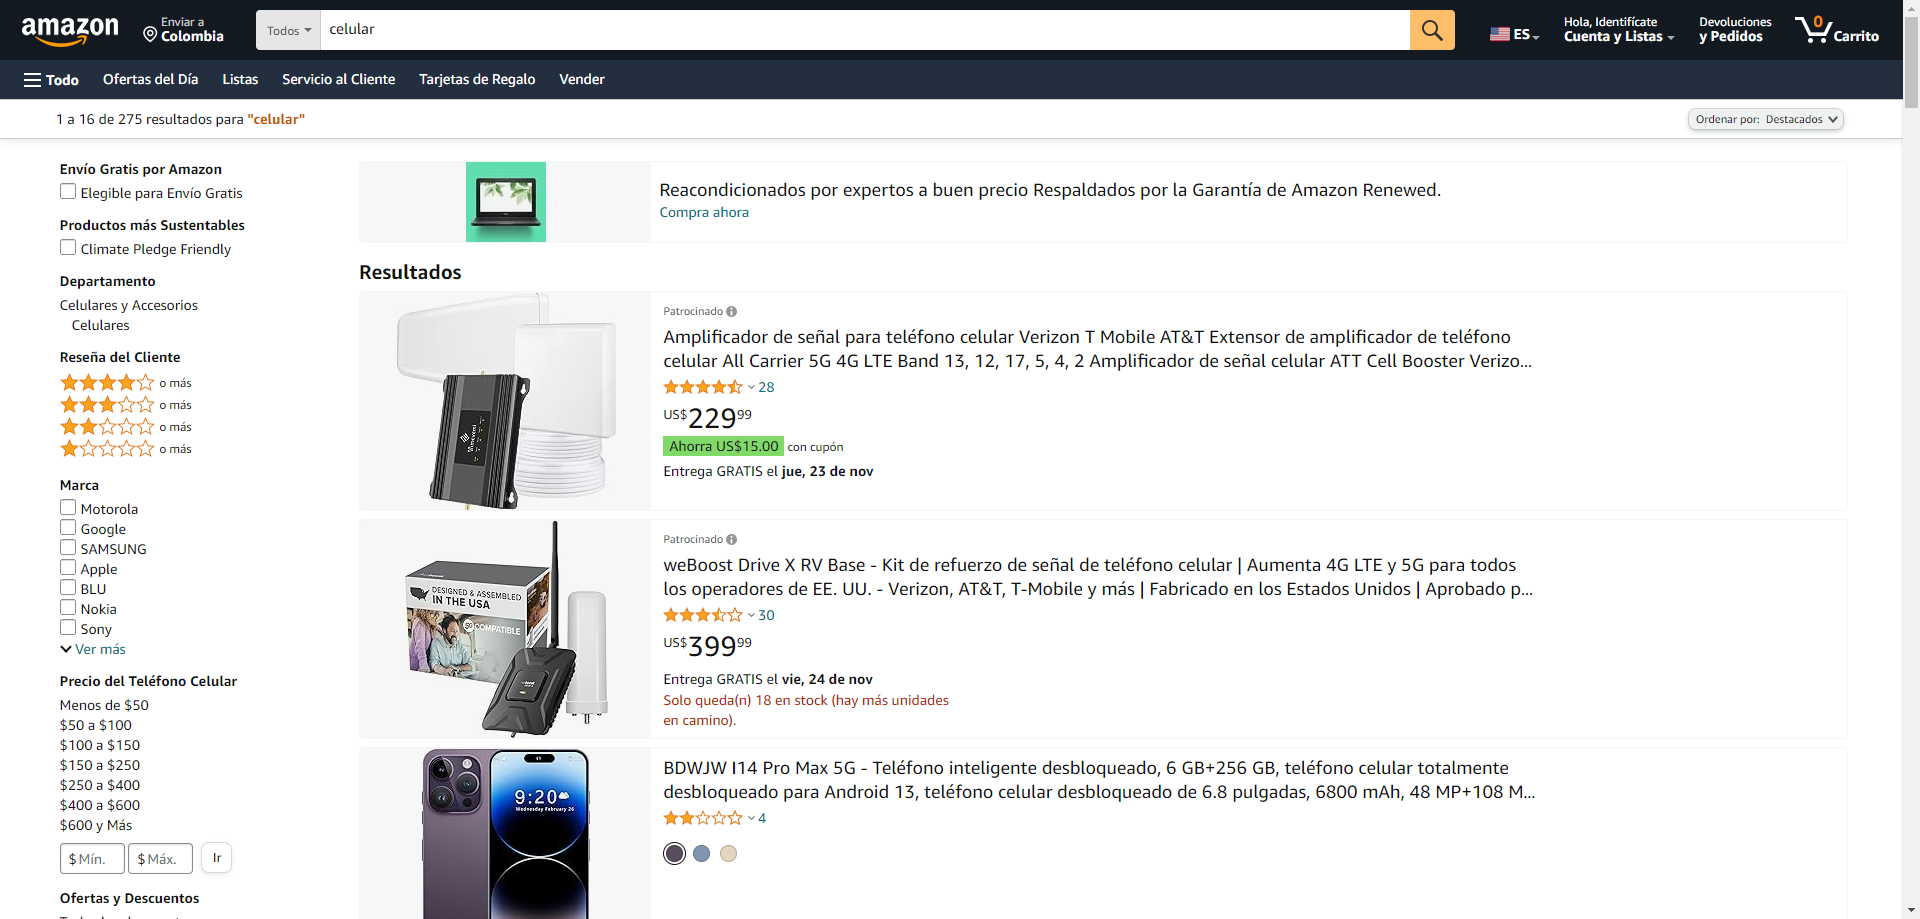 amazon
Enviar a
Colombia
Todos
celular
ES
Hola, Identifícate
Cuenta y Listas
Devoluciones
y Pedidos
0
Carrito
Todo
Ofertas del Día
Listas
Servicio al Cliente
Tarjetas de Regalo
Vender
1 a 16 de 275 resultados para "celular"
Ordenar por: Destacados
Envío Gratis por Amazon
Elegible para Envío Gratis
Productos más Sustentables
Climate Pledge Friendly
Departamento
Celulares y Accesorios
Celulares
Reseña del Cliente
o más
o más
o más
o más
Marca
Motorola
Google
SAMSUNG
Apple
BLU
Nokia
Sony
Ver más
Precio del Teléfono Celular
Menos de $50
$50 a $100
$100 a $150
$150 a $250
$250 a $400
$400 a $600
$600 y Más
$ Mín.
$ Máx.
Ir
Ofertas y Descuentos
Reacondicionados por expertos a buen precio Respaldados por la Garantía de Amazon Renewed.
Compra ahora
Resultados
Patrocinado
Amplificador de señal para teléfono celular Verizon T Mobile AT&T Extensor de amplificador de teléfono
celular All Carrier 5G 4G LTE Band 13, 12, 17, 5, 4, 2 Amplificador de señal celular ATT Cell Booster Verizo...
28
US$229.99
Ahorra US$15.00 con cupón
Entrega GRATIS el jue, 23 de nov
DESIGNED & ASSEMBLED
IN THE USA
5G COMPATIBLE
Patrocinado
weBoost Drive X RV Base - Kit de refuerzo de señal de teléfono celular | Aumenta 4G LTE y 5G para todos
los operadores de EE. UU. - Verizon, AT&T, T-Mobile y más | Fabricado en los Estados Unidos | Aprobado p...
30
US$399.99
Entrega GRATIS el vie, 24 de nov
Solo queda(n) 18 en stock (hay más unidades
en camino).
9:20
Wednesday February 26
BDWJW I14 Pro Max 5G - Teléfono inteligente desbloqueado, 6 GB+256 GB, teléfono celular totalmente
desbloqueado para Android 13, teléfono celular desbloqueado de 6.8 pulgadas, 6800 mAh, 48 MP+108 M...
4